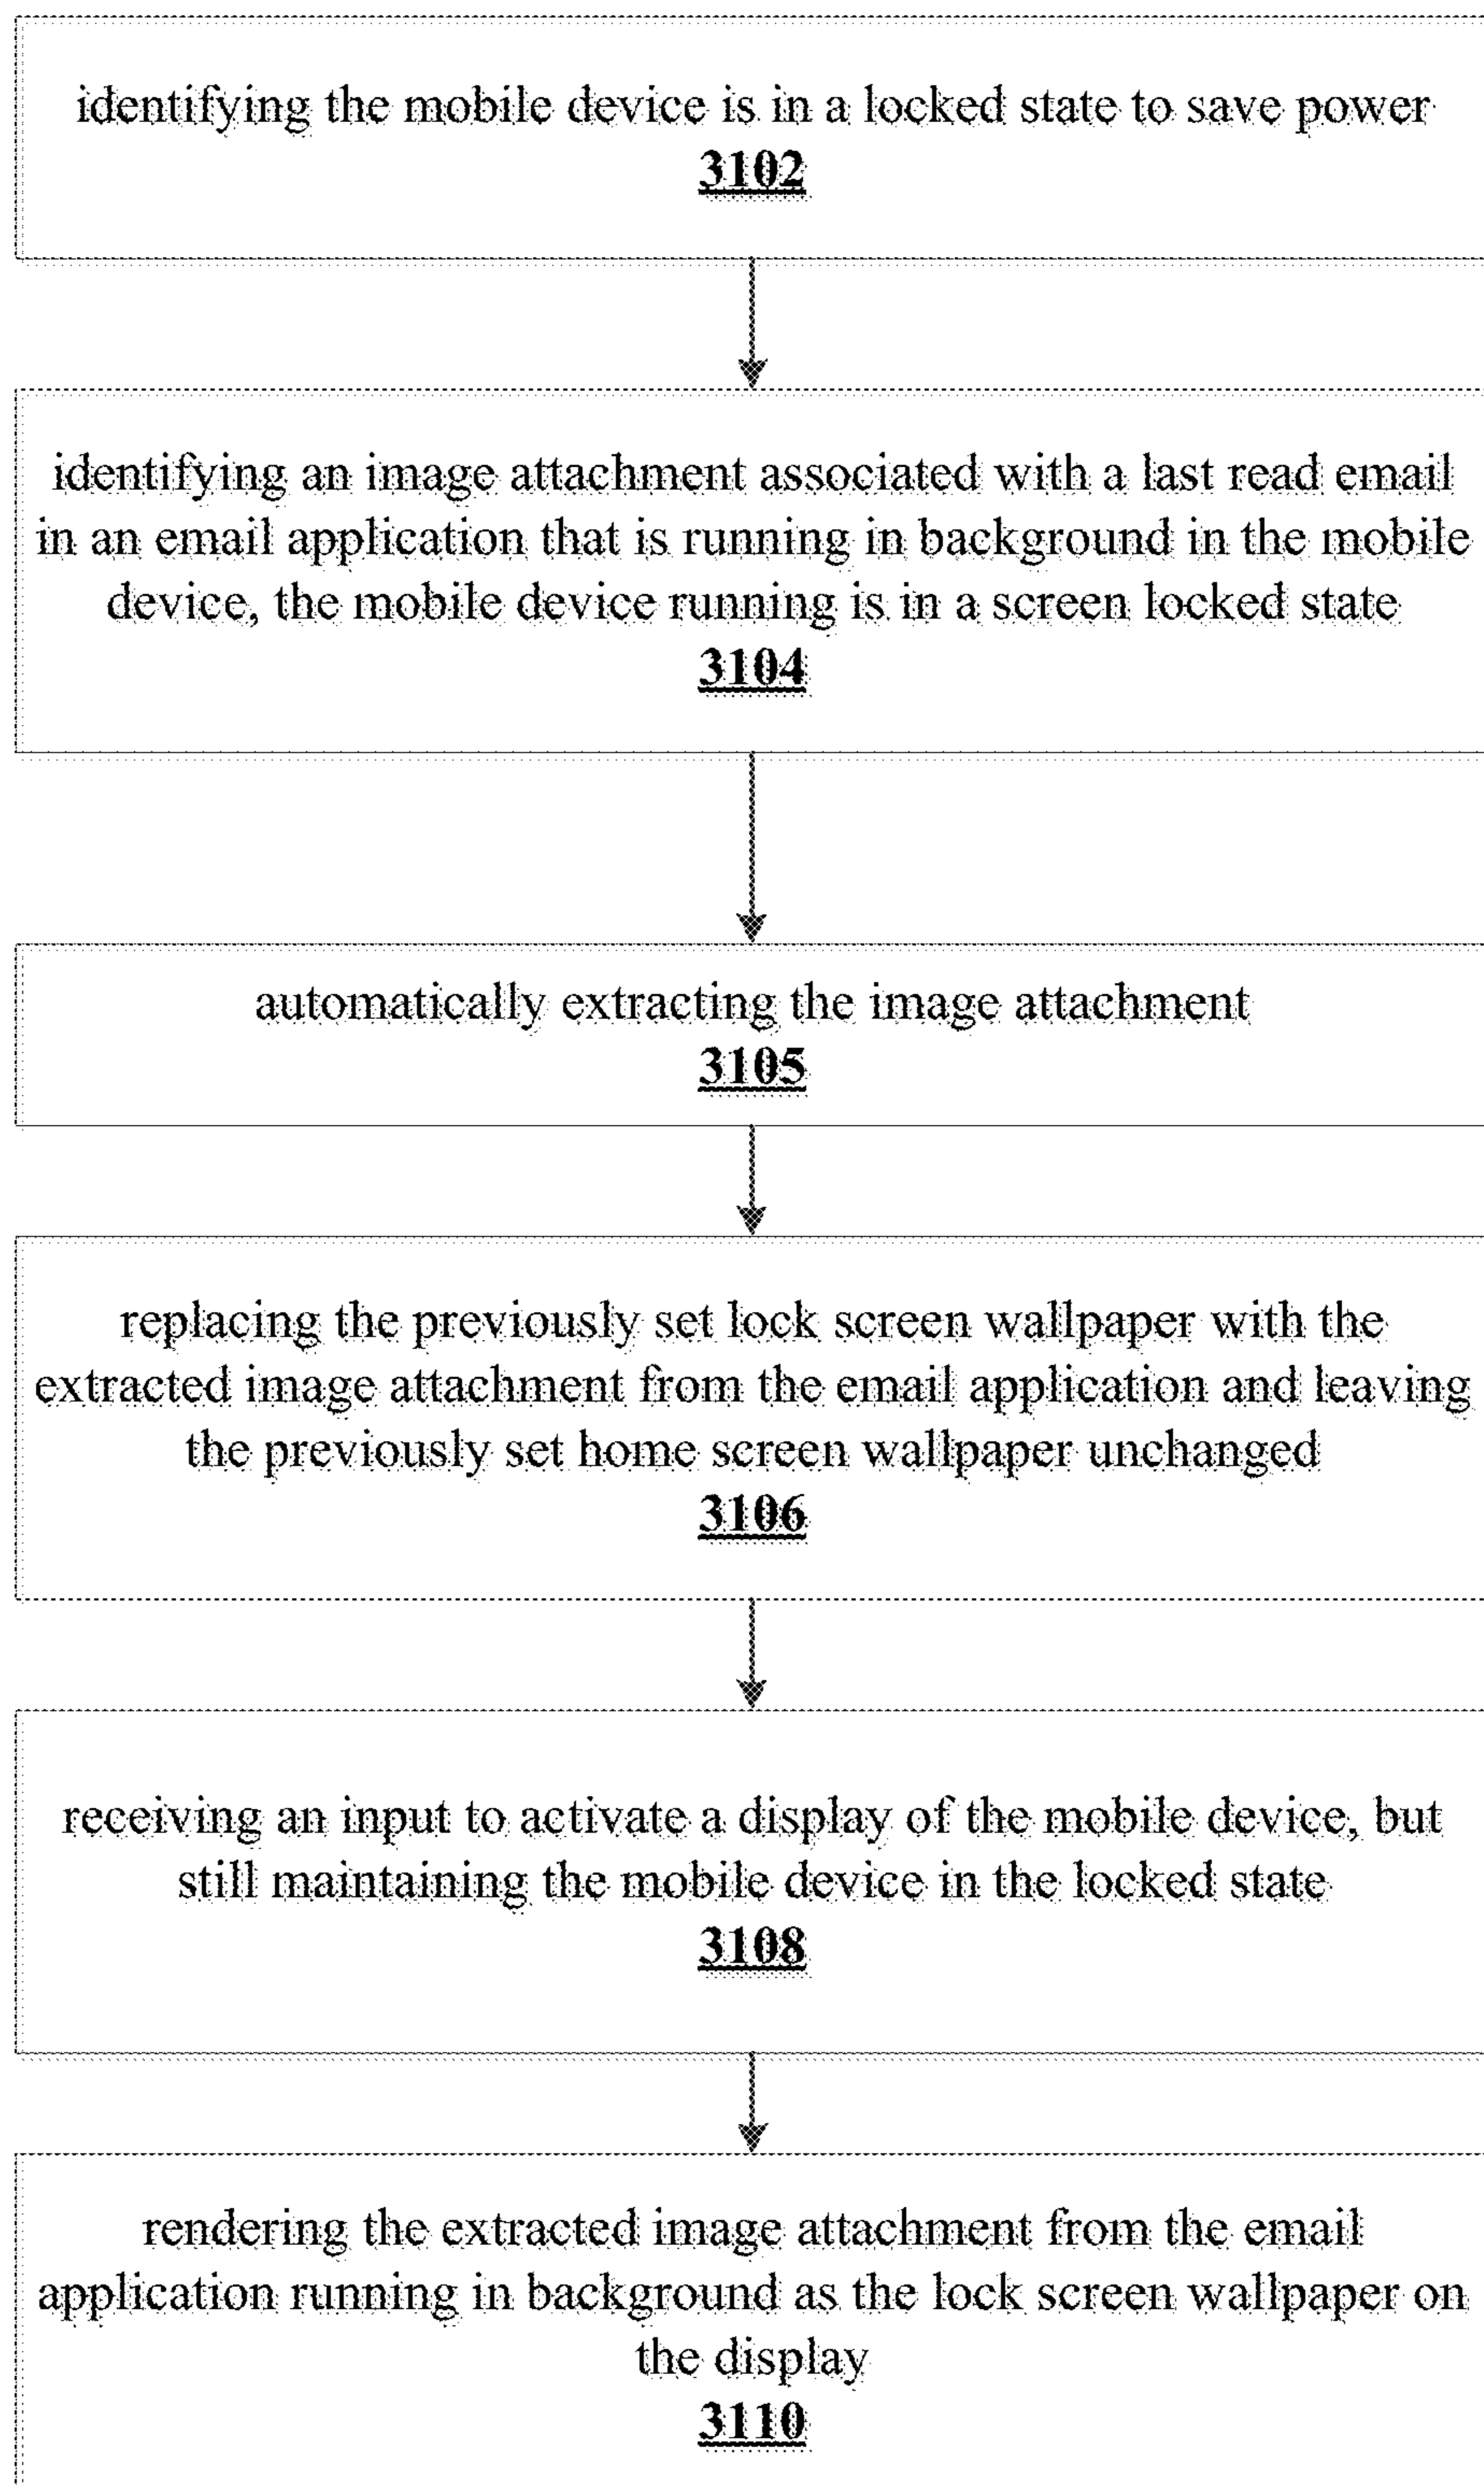 identifying the mobile device is in a locked state to save power
3102
identifying an image attachment associated with a last read email
in an email application that is running in background in the mobile
device, the mobile device running is in a screen locked state
3104
automatically extracting the image attachment
3105
replacing the previously set lock screen wallpaper with the
extracted image attachment from the email application and leaving
the previously set home screen wallpaper unchanged
3106
receiving an input to activate a display of the mobile device, but
still maintaining the mobile device in the locked state
3108
rendering the extracted image attachment from the email
application running in background as the lock screen wallpaper on
the display
3110